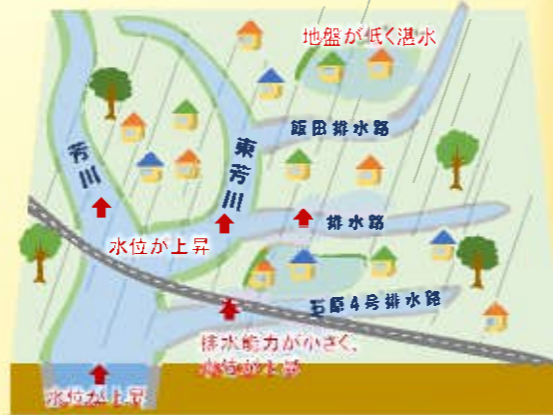 地盤が低く湛水
飯田排水路
芳川
東芳川
排水路
水位が上昇
石原4号排水路
排水能力が小さく、
水位が上昇
水位が上昇